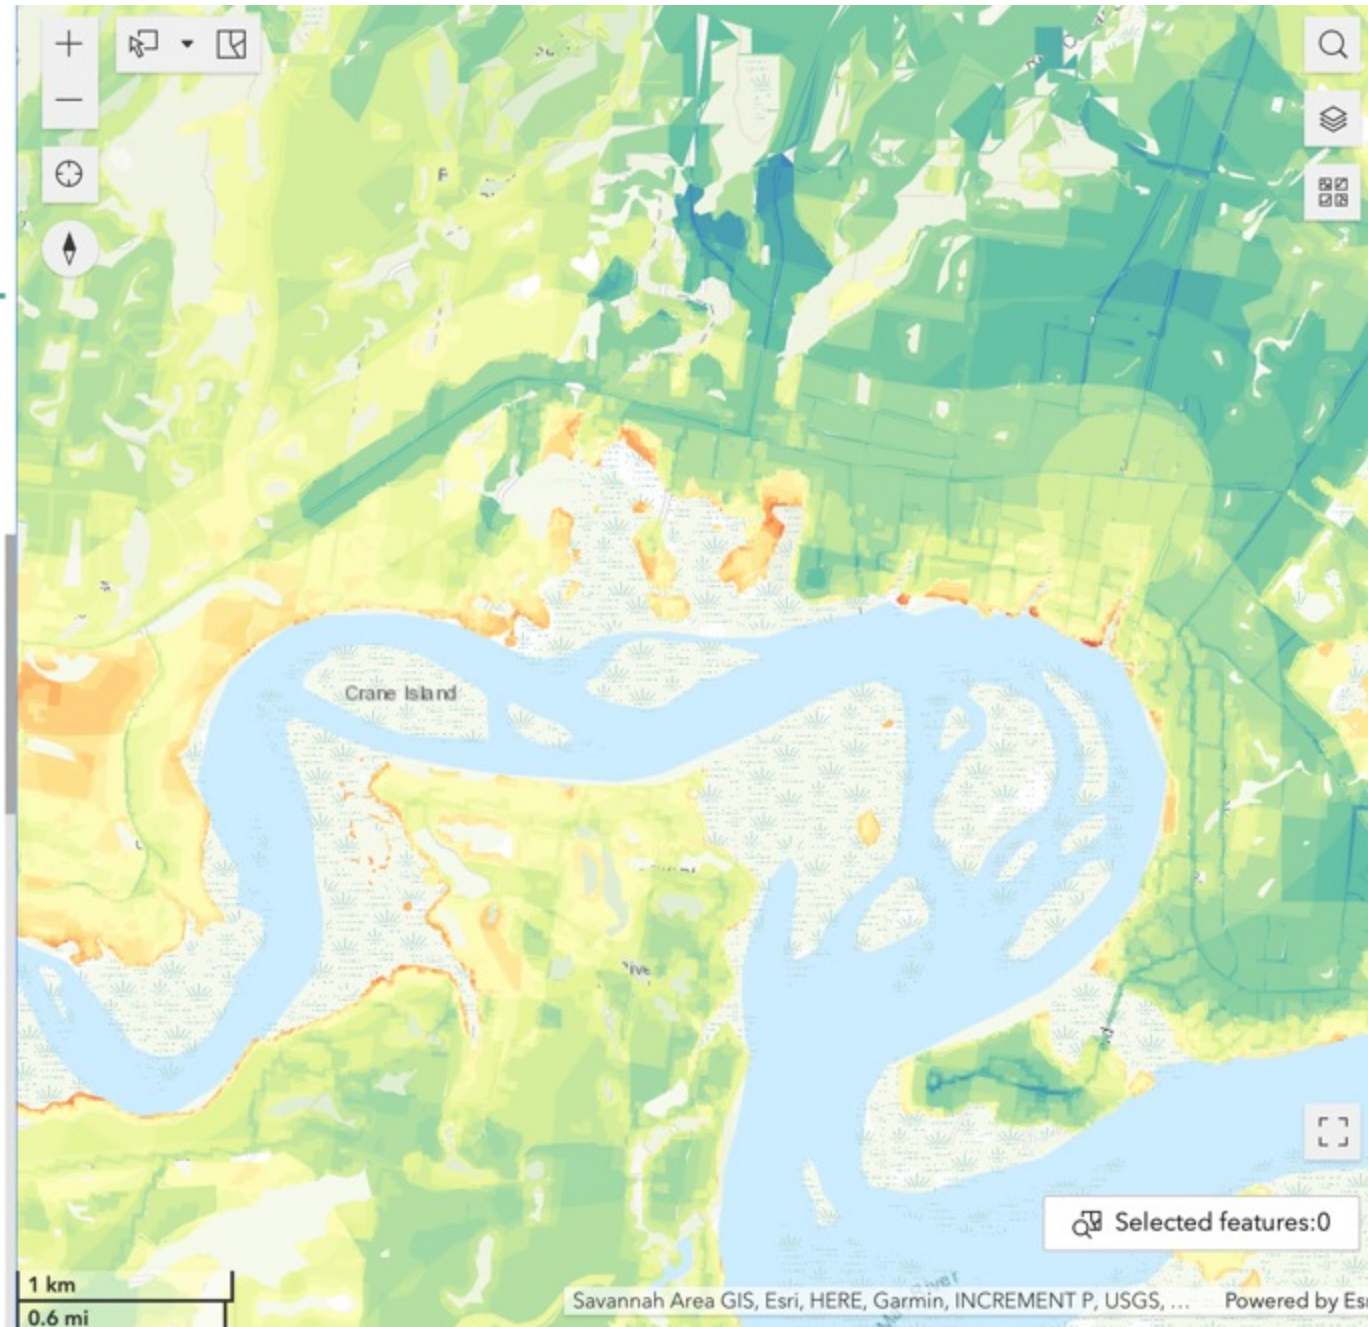 Crane Island
Selected features:0
1 km
0.6 mi
Savannah Area GIS, Esri, HERE, Garmin, INCREMENT P, USGS, ...
Powered by Esr